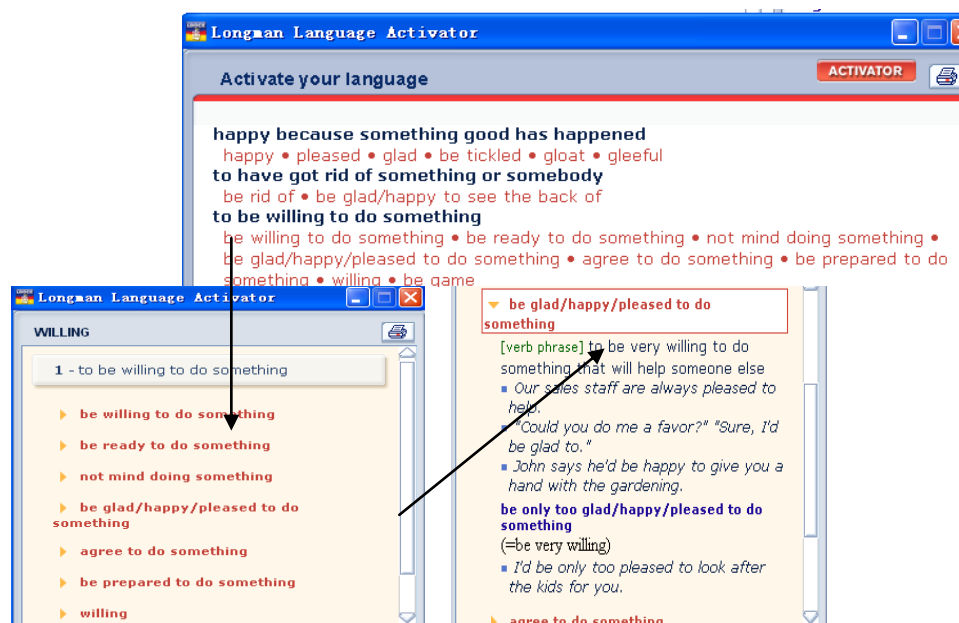 Longman Language Activator
Activate your language
ACTIVATOR
happy because something good has happened
happy • pleased • glad • be tickled • gloat • gleeful
to have got rid of something or somebody
be rid of • be glad/happy to see the back of
to be willing to do something
be willing to do something • be ready to do something • not mind doing something •
be glad/happy/pleased to do something • agree to do something • be prepared to do
something • willing • be game
Longman Language Activator
WILLING
1 - to be willing to do something
be willing to do something
be ready to do something
not mind doing something
be glad/happy/pleased to do
something
agree to do something
be prepared to do something
willing
be glad/happy/pleased to do
something
[verb phrase] to be very willing to do
something that will help someone else
▪ Our sales staff are always pleased to
help.
▪ "Could you do me a favor?" "Sure, I'd
be glad to."
▪ John says he'd be happy to give you a
hand with the gardening.
be only too glad/happy/pleased to do
something
(=be very willing)
▪ I'd be only too pleased to look after
the kids for you.
agree to do something